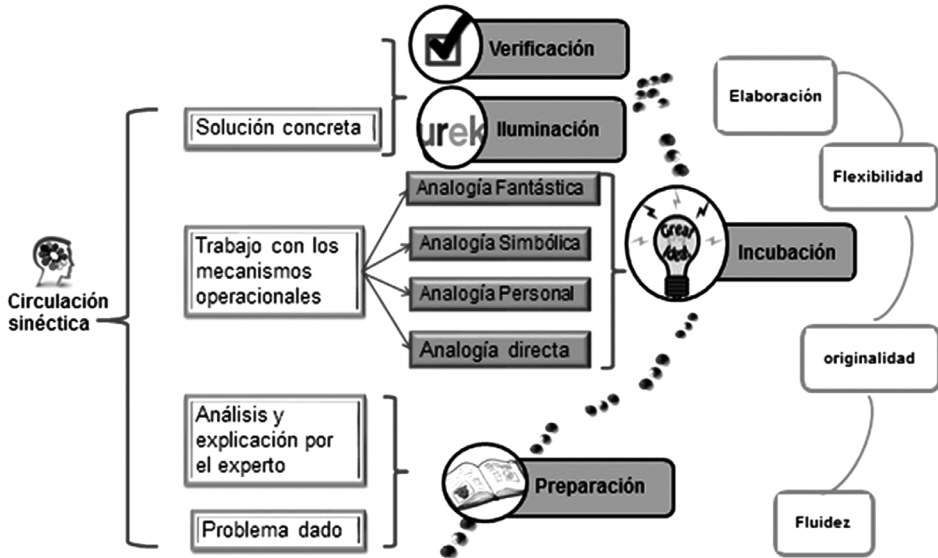 Verificación
Solución concreta
urek
Iluminación
Elaboración
Flexibilidad
Analogía Fantástica
Analogía Simbólica
Analogía Personal
Analogía directa
Trabajo con los
mecanismos
operacionales
Great
Idea
Incubación
Circulación
sinéctica
originalidad
Análisis y
explicación por
el experto
Preparación
Problema dado
Fluidez